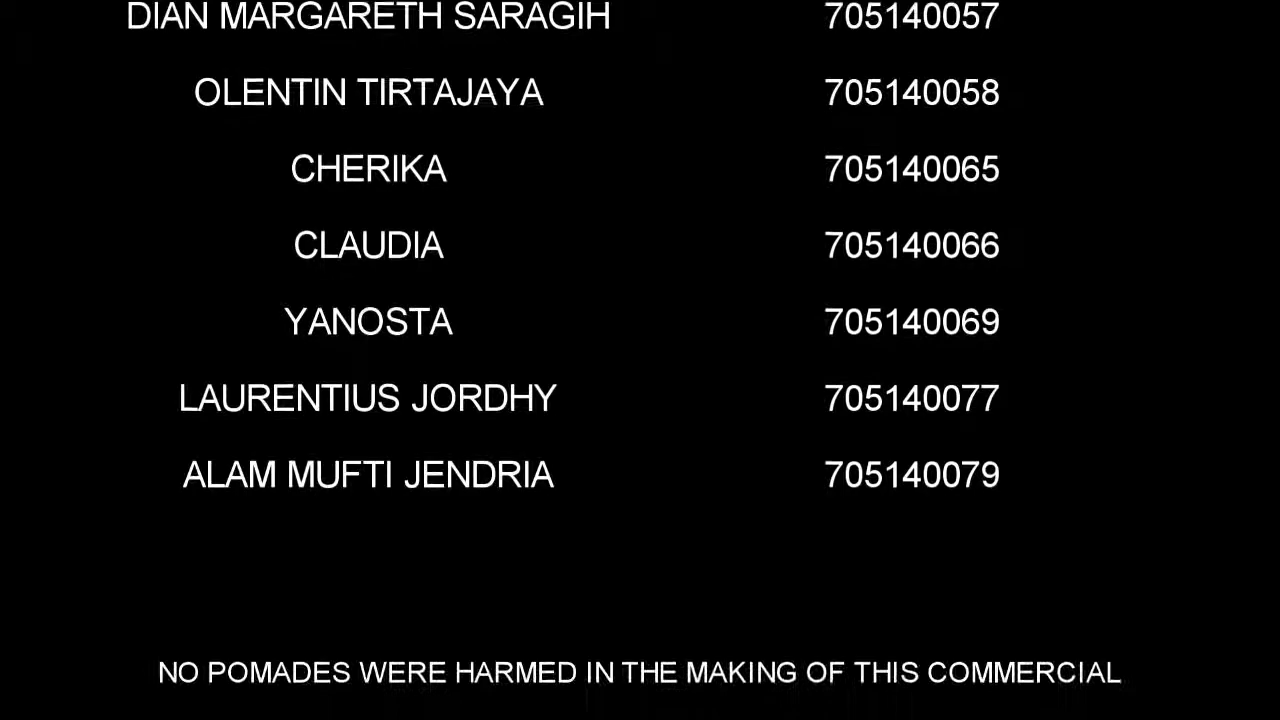 DIAN MARGARETH SARAGIH 705140057
OLENTIN TIRTAJAYA 705140058
CHERIKA 705140065
CLAUDIA 705140066
YANOSTA 705140069
LAURENTIUS JORDHY 705140077
ALAM MUFTI JENDRIA 705140079
NO POMADES WERE HARMED IN THE MAKING OF THIS COMMERCIAL